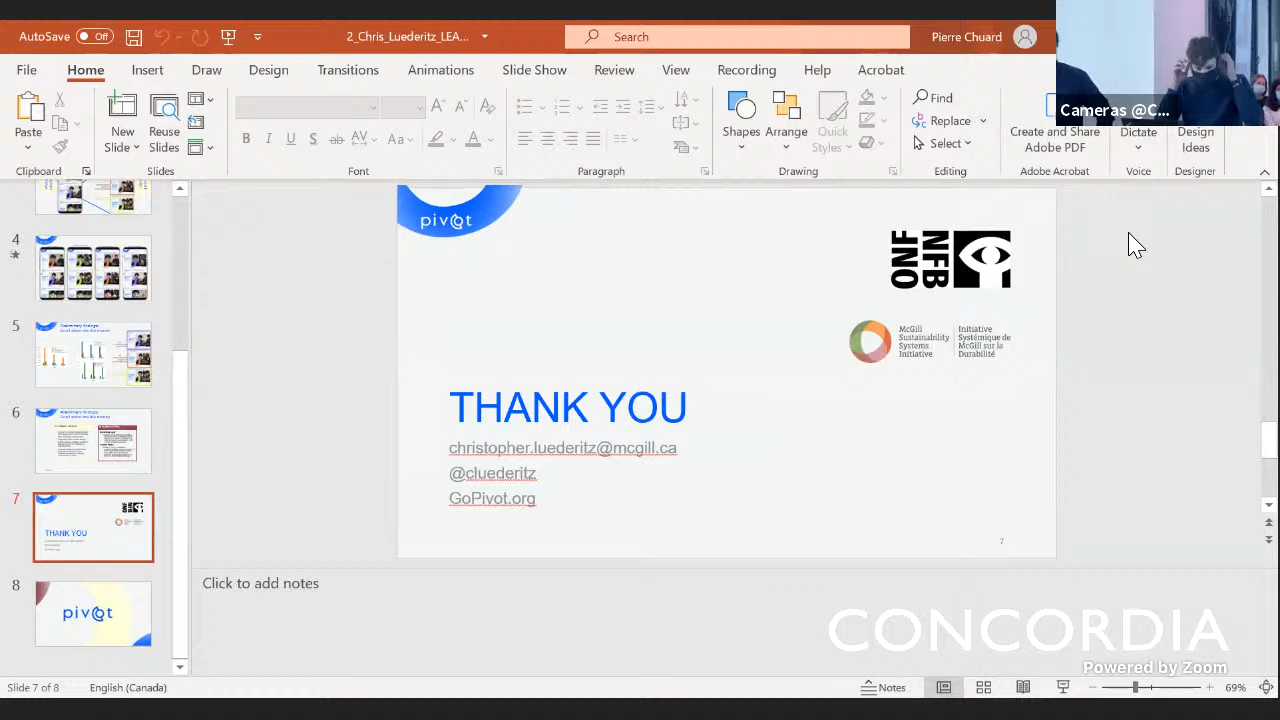 AutoSave Off 2_Chris_Luederitz_LEA... Search Pierre Chuard
File Home Insert Draw Design Transitions Animations Slide Show Review View Recording Help Acrobat
Cameras @C...
Paste New Slide Reuse Slides Shapes Arrange Quick Styles Find Replace Select Create and Share Adobe PDF Dictate Design Ideas
Clipboard Slides Font Paragraph Drawing Editing Adobe Acrobat Voice Designer
4
5
6
7
THANK YOU
8
pivot
pivot
ONF
NFB
McGill
Sustainability
Systems
Initiative
Initiative
Systémique de
McGill sur la
Durabilité
THANK YOU
christopher.luederitz@mcgill.ca
@cluederitz
GoPivot.org
7
Click to add notes
CONCORDIA
Powered by Zoom
Slide 7 of 8 English (Canada) Notes 69%